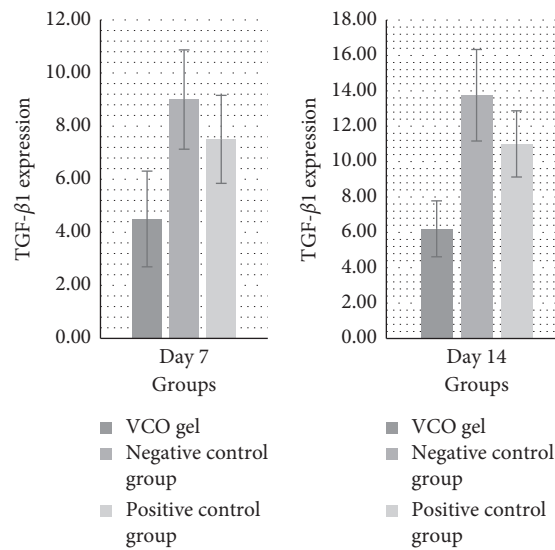 TGF-β1 expression
12.00
10.00
8.00
6.00
4.00
2.00
0.00
Day 7
Groups
VCO gel
Negative control
group
Positive control
group
TGF-β1 expression
18.00
16.00
14.00
12.00
10.00
8.00
6.00
4.00
2.00
0.00
Day 14
Groups
VCO gel
Negative control
group
Positive control
group